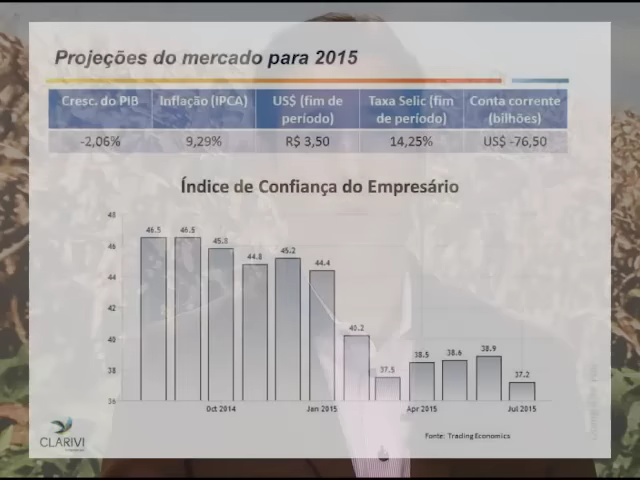 Projeções do mercado para 2015
Cresc. do PIB Inflação (IPCA) US$ (fim de período) Taxa Selic (fim de período) Conta corrente (bilhões)
-2,06% 9,29% R$ 3,50 14,25% US$ -76,50
Índice de Confiança do Empresário
48
46
44
42
40
38
36
46.5 46.5 45.8 44.8 45.2 44.4 40.2 37.5 38.5 38.6 38.9 37.2
Oct 2014 Jan 2015 Apr 2015 Jul 2015
Fonte: Trading Economics
CLARIVI